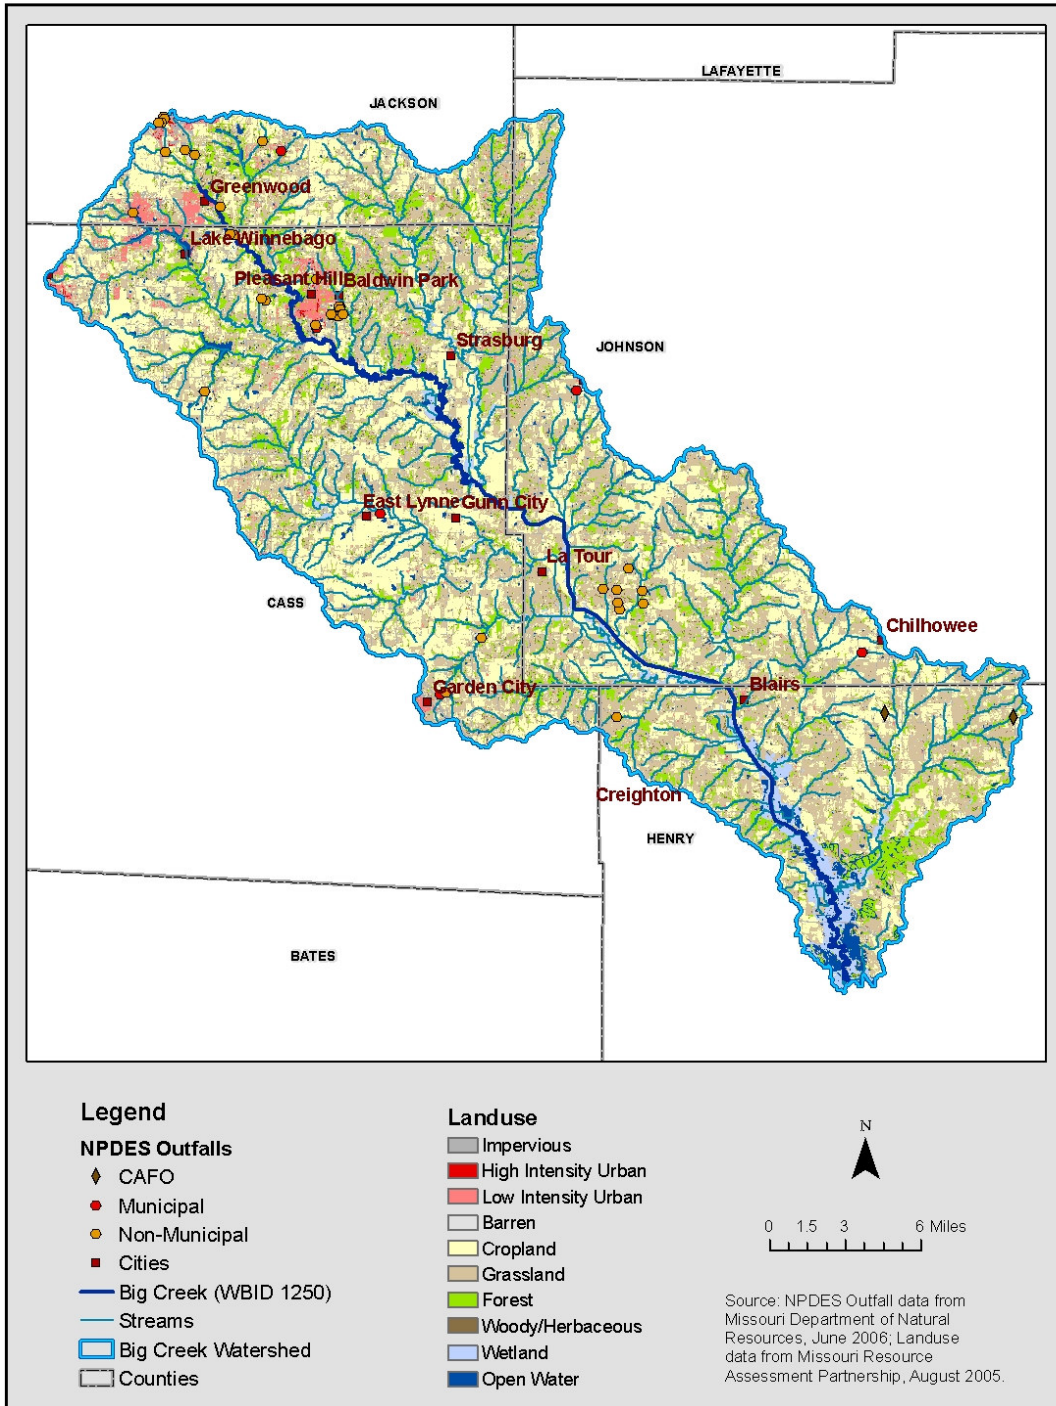 LAFAYETTE
JACKSON
Greenwood
Lake Winnebago
Pleasant Hill
Baldwin Park
Strasburg
JOHNSON
East Lynne
Gunn City
La Tour
CASS
Chilhowee
Garden City
Blairs
Creighton
HENRY
BATES
Legend
NPDES Outfalls
CAFO
Municipal
Non-Municipal
Cities
Big Creek (WBID 1250)
Streams
Big Creek Watershed
Counties
Landuse
Impervious
High Intensity Urban
Low Intensity Urban
Barren
Cropland
Grassland
Forest
Woody/Herbaceous
Wetland
Open Water
N
0 1.5 3 6 Miles
Source: NPDES Outfall data from
Missouri Department of Natural
Resources, June 2006; Landuse
data from Missouri Resource
Assessment Partnership, August 2005.